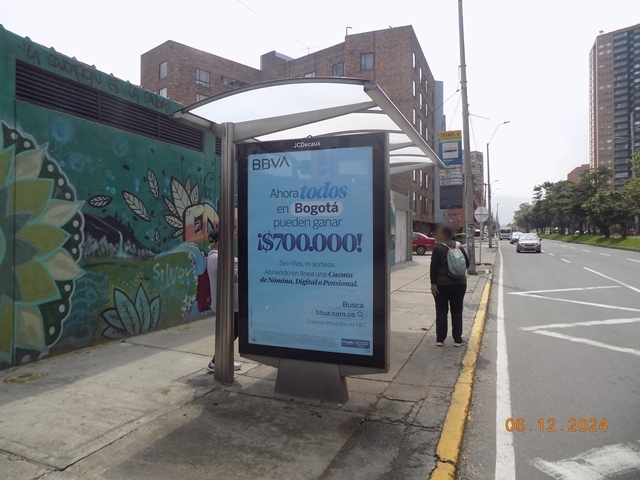 JCDecaux
BBVA
Ahora todos
en Bogotá
pueden ganar
¡$700.000!
Sin rifas, ni sorteos.
Abriendo en línea una Cuenta
de Nómina, Digital o Pensional.
Busca
bbva.com.co
06.12.2024